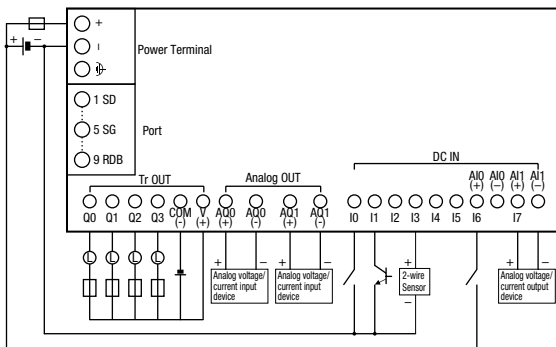 +
+ −
−
Power Terminal
1 SD
5 SG
Port
9 RDB
Tr OUT
Analog OUT
DC IN
Q0 Q1 Q2 Q3 COM (-) V (+) AQ0 (+) AQ0 (-) AQ1 (+) AQ1 (-) I0 I1 I2 I3 I4 I5 AI0 (+) I6 AI0 (−) AI1 (+) I7 AI1 (−)
L L L L
+ − + − + + −
Analog voltage/
current input
device
Analog voltage/
current input
device
2-wire
Sensor
−
Analog voltage/
current output
device